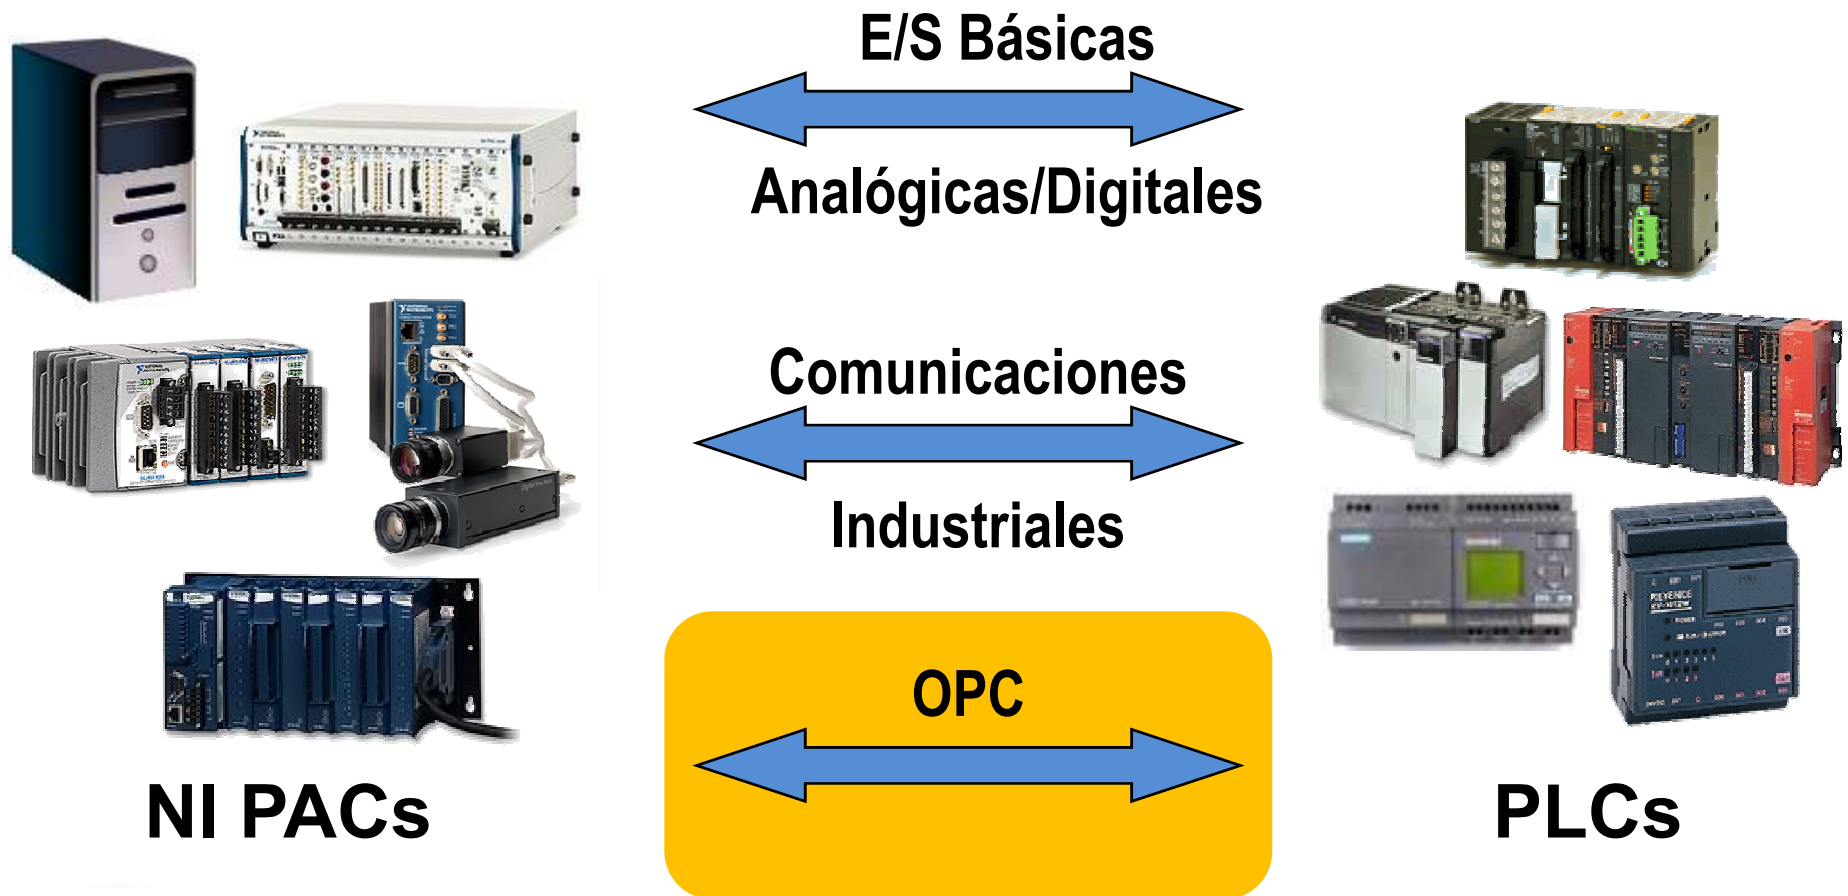 E/S Básicas
Analógicas/Digitales
Comunicaciones
Industriales
OPC
NI PACs
PLCs